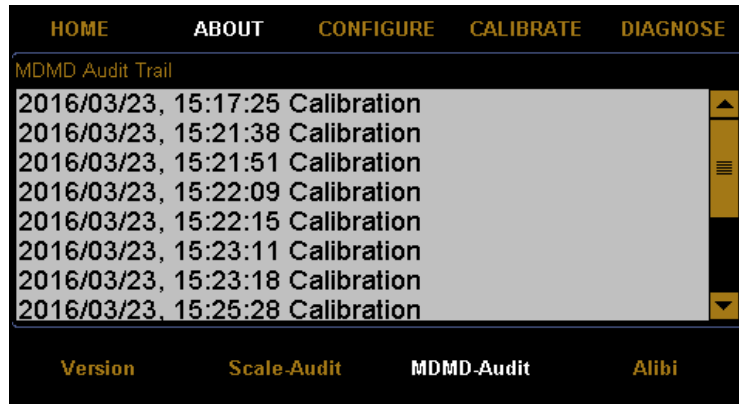 HOME ABOUT CONFIGURE CALIBRATE DIAGNOSE
MDMD Audit Trail
2016/03/23, 15:17:25 Calibration
2016/03/23, 15:21:38 Calibration
2016/03/23, 15:21:51 Calibration
2016/03/23, 15:22:09 Calibration
2016/03/23, 15:22:15 Calibration
2016/03/23, 15:23:11 Calibration
2016/03/23, 15:23:18 Calibration
2016/03/23, 15:25:28 Calibration
Version Scale-Audit MDMD-Audit Alibi